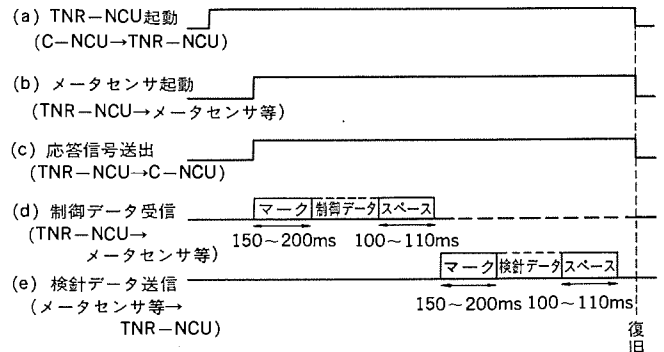 (a) TNR－NCU起動
(C－NCU→TNR－NCU)
(b) メータセンサ起動
(TNR－NCU→メータセンサ等)
(c) 応答信号送出
(TNR－NCU→C－NCU)
(d) 制御データ受信
マーク 制御データ スペース
(TNR－NCU→
メータセンサ等)
150～200ms 100～110ms
(e) 検針データ送信
マーク 検針データ スペース
(メータセンサ等→
TNR－NCU)
150～200ms 100～110ms
復旧